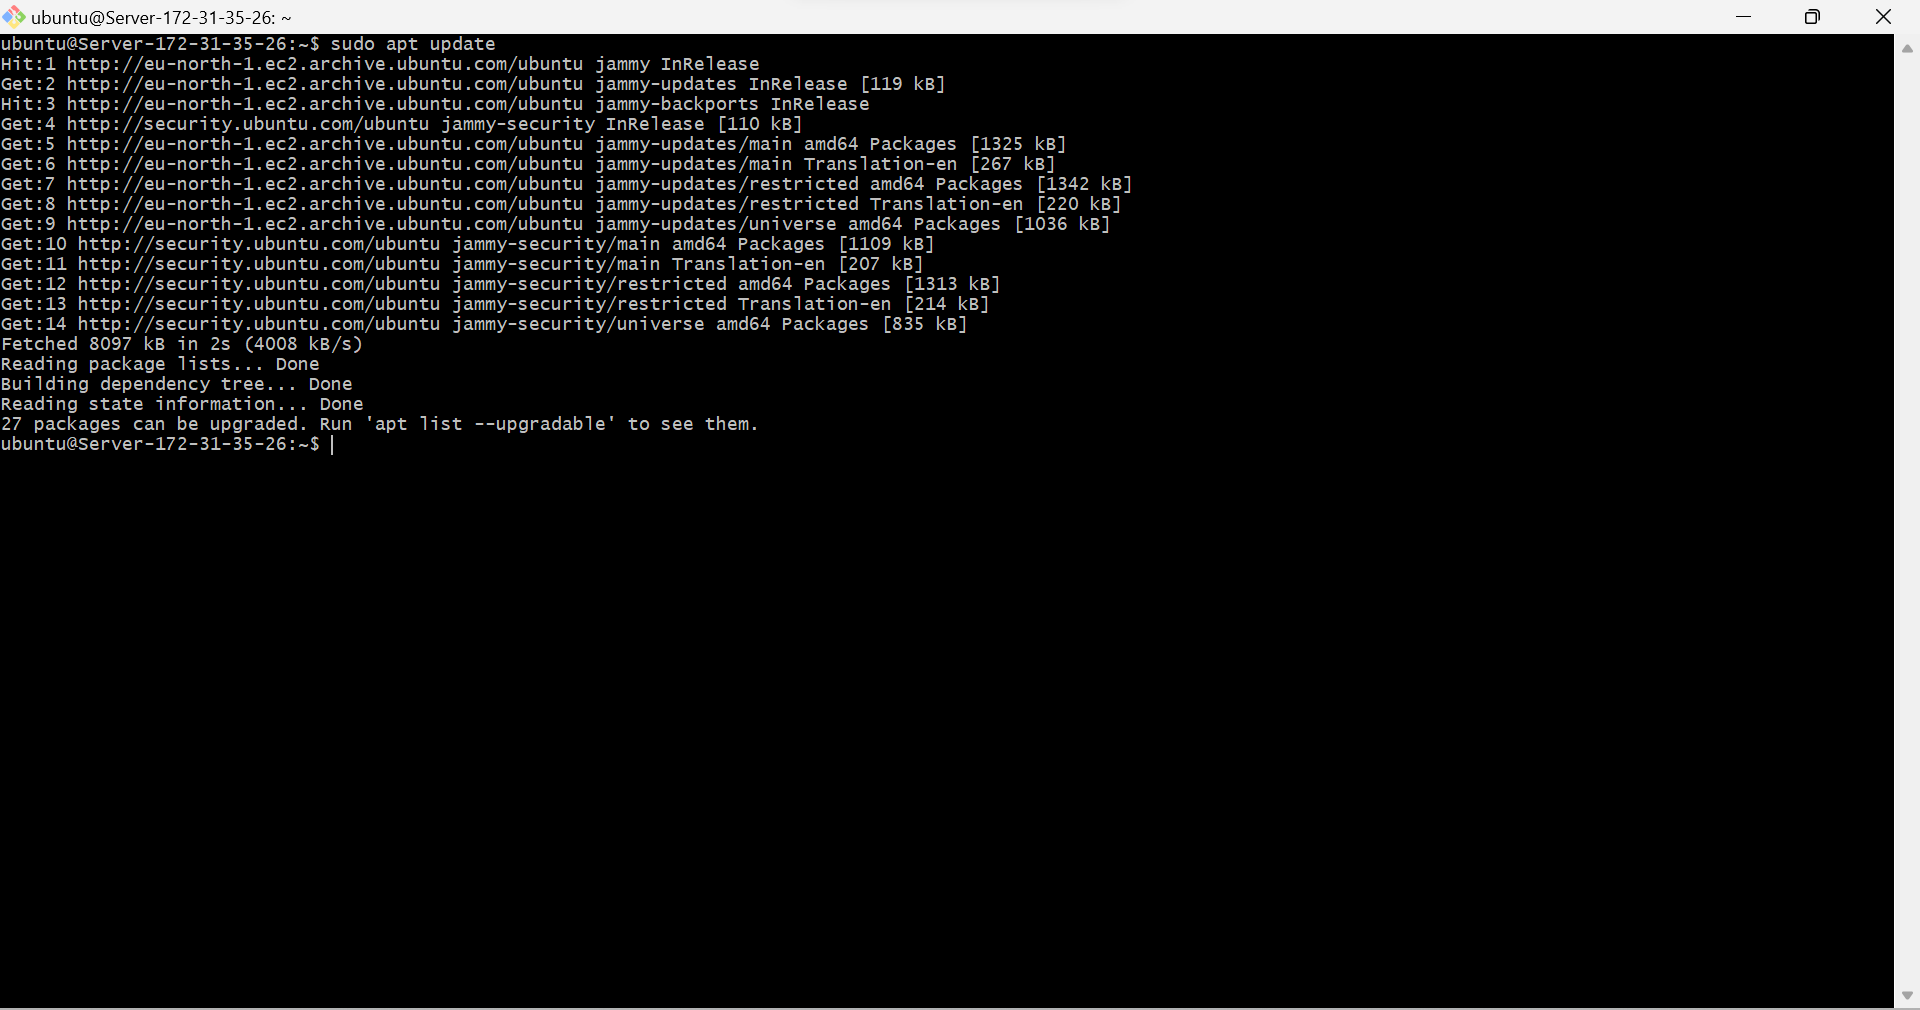 ubuntu@Server-172-31-35-26: ~
ubuntu@Server-172-31-35-26:~$ sudo apt update
Hit:1 http://eu-north-1.ec2.archive.ubuntu.com/ubuntu jammy InRelease
Get:2 http://eu-north-1.ec2.archive.ubuntu.com/ubuntu jammy-updates InRelease [119 kB]
Hit:3 http://eu-north-1.ec2.archive.ubuntu.com/ubuntu jammy-backports InRelease
Get:4 http://security.ubuntu.com/ubuntu jammy-security InRelease [110 kB]
Get:5 http://eu-north-1.ec2.archive.ubuntu.com/ubuntu jammy-updates/main amd64 Packages [1325 kB]
Get:6 http://eu-north-1.ec2.archive.ubuntu.com/ubuntu jammy-updates/main Translation-en [267 kB]
Get:7 http://eu-north-1.ec2.archive.ubuntu.com/ubuntu jammy-updates/restricted amd64 Packages [1342 kB]
Get:8 http://eu-north-1.ec2.archive.ubuntu.com/ubuntu jammy-updates/restricted Translation-en [220 kB]
Get:9 http://eu-north-1.ec2.archive.ubuntu.com/ubuntu jammy-updates/universe amd64 Packages [1036 kB]
Get:10 http://security.ubuntu.com/ubuntu jammy-security/main amd64 Packages [1109 kB]
Get:11 http://security.ubuntu.com/ubuntu jammy-security/main Translation-en [207 kB]
Get:12 http://security.ubuntu.com/ubuntu jammy-security/restricted amd64 Packages [1313 kB]
Get:13 http://security.ubuntu.com/ubuntu jammy-security/restricted Translation-en [214 kB]
Get:14 http://security.ubuntu.com/ubuntu jammy-security/universe amd64 Packages [835 kB]
Fetched 8097 kB in 2s (4008 kB/s)
Reading package lists... Done
Building dependency tree... Done
Reading state information... Done
27 packages can be upgraded. Run 'apt list --upgradable' to see them.
ubuntu@Server-172-31-35-26:~$